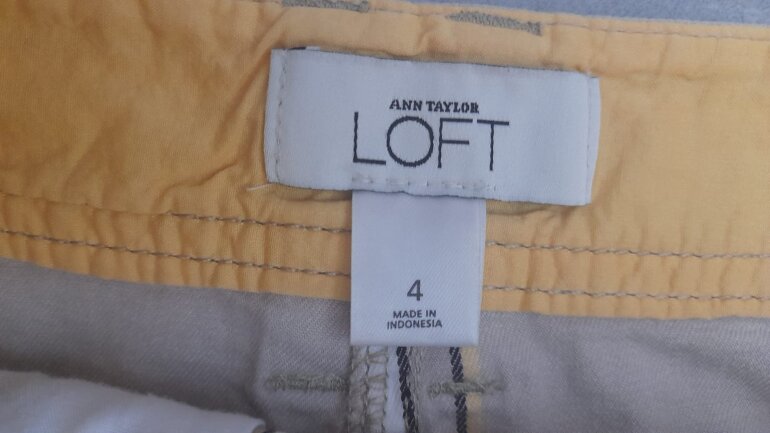 ANN TAYLOR
LOFT
4
MADE IN
INDONESIA